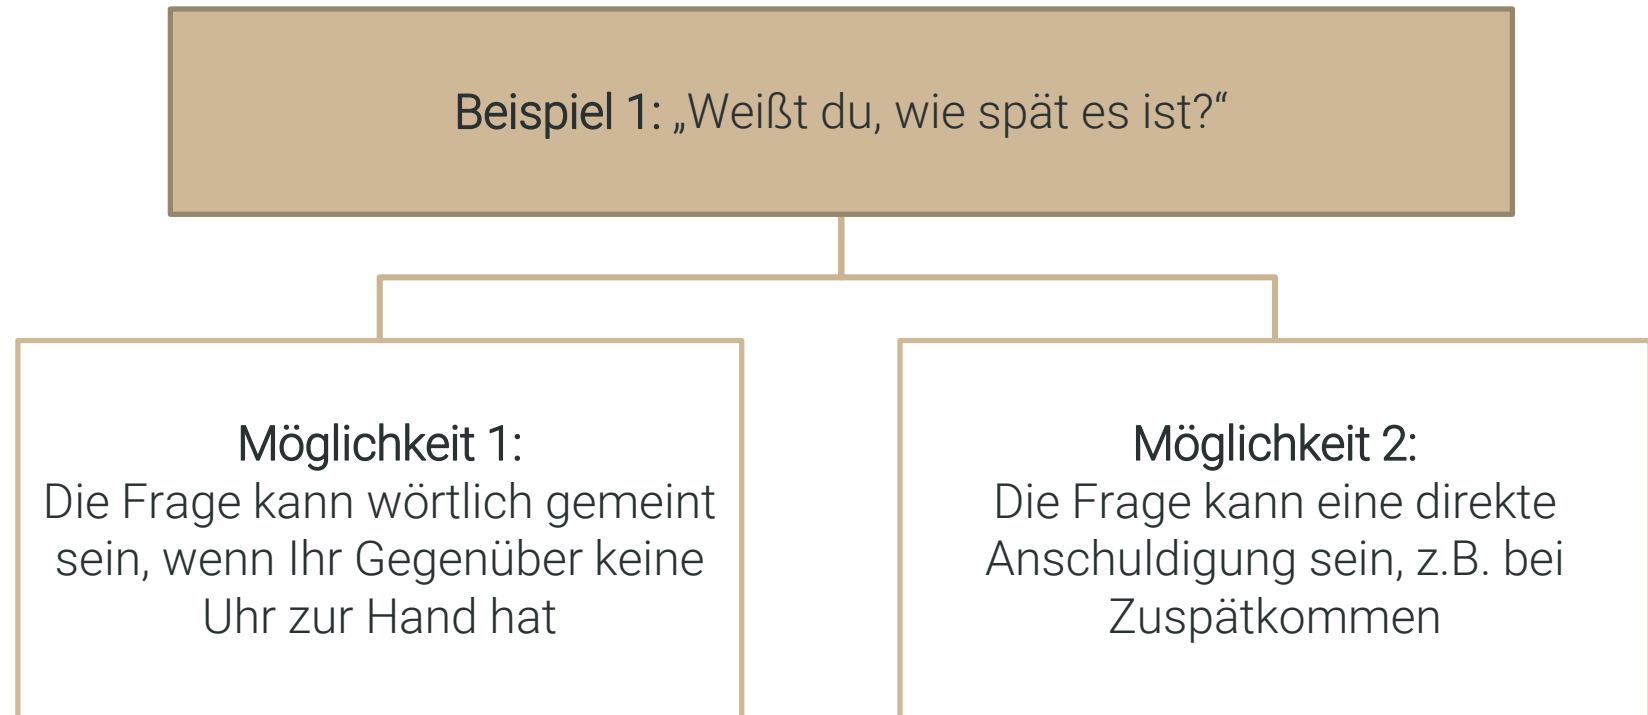 Beispiel 1: „Weißt du, wie spät es ist?“
Möglichkeit 1:
Die Frage kann wörtlich gemeint
sein, wenn Ihr Gegenüber keine
Uhr zur Hand hat
Möglichkeit 2:
Die Frage kann eine direkte
Anschuldigung sein, z.B. bei
Zuspätkommen